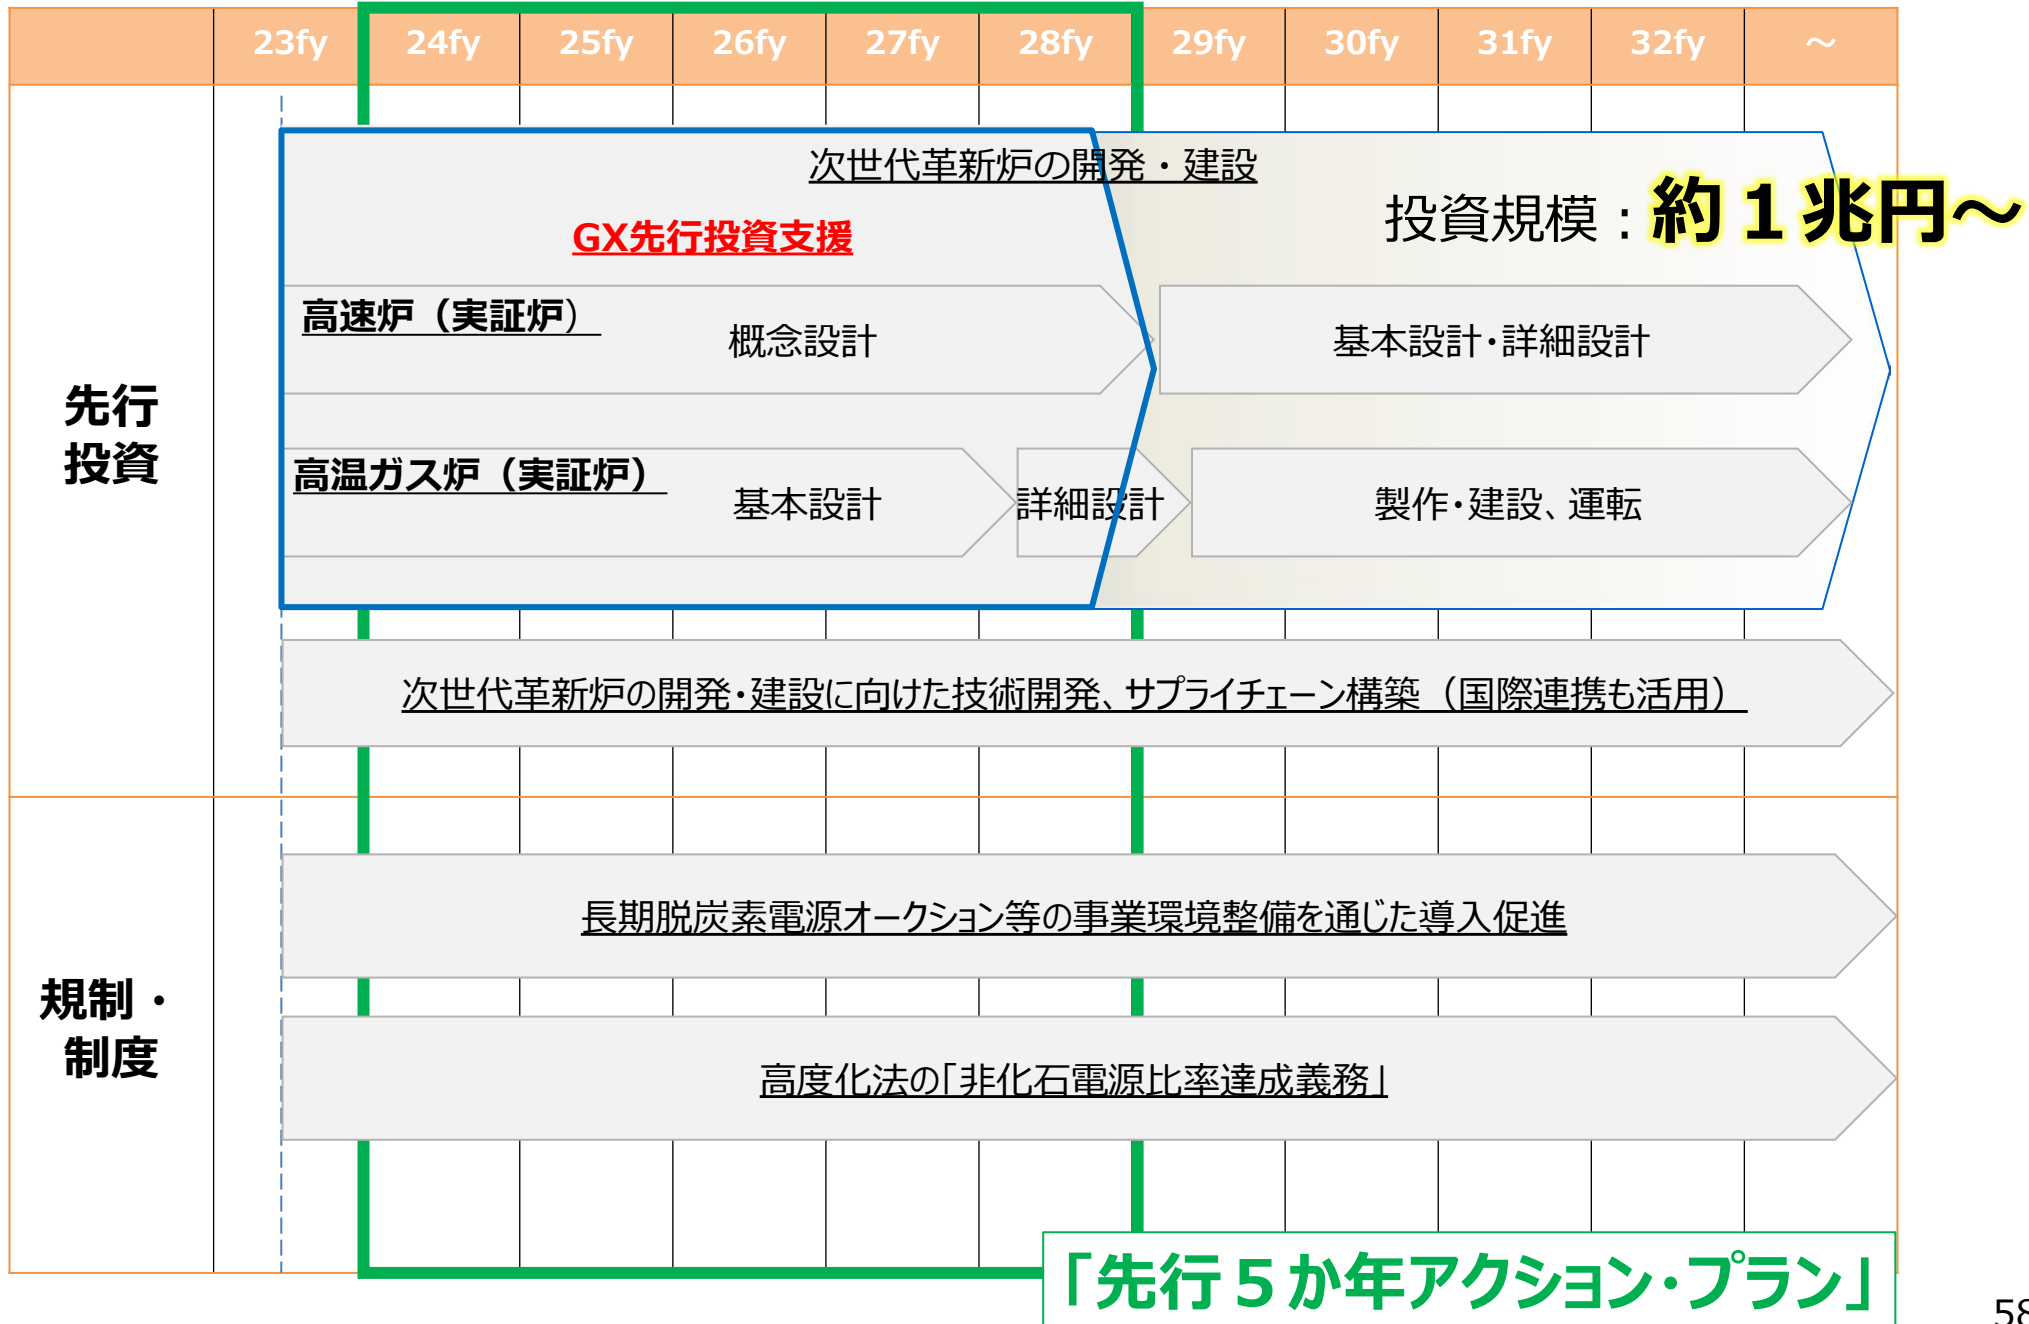 23fy 24fy 25fy 26fy 27fy 28fy 29fy 30fy 31fy 32fy ～
先行
投資
次世代革新炉の開発・建設
投資規模：約１兆円～
GX先行投資支援
高速炉（実証炉）
概念設計
基本設計・詳細設計
高温ガス炉（実証炉）
基本設計
詳細設計
製作・建設、運転
次世代革新炉の開発・建設に向けた技術開発、サプライチェーン構築（国際連携も活用）
規制・
制度
長期脱炭素電源オークション等の事業環境整備を通じた導入促進
高度化法の「非化石電源比率達成義務」
「先行５か年アクション・プラン」
58